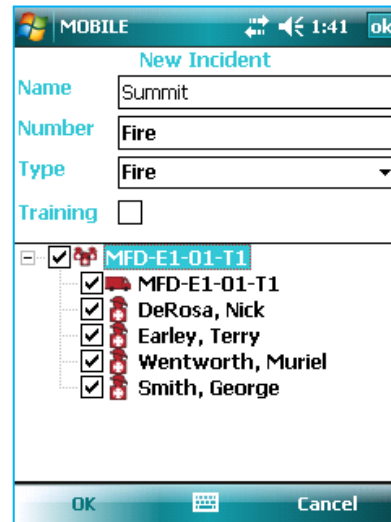 MOBILE 1:41 ok
New Incident
Name Summit
Number Fire
Type Fire
Training
MFD-E1-01-T1
MFD-E1-01-T1
DeRosa, Nick
Earley, Terry
Wentworth, Muriel
Smith, George
OK Cancel